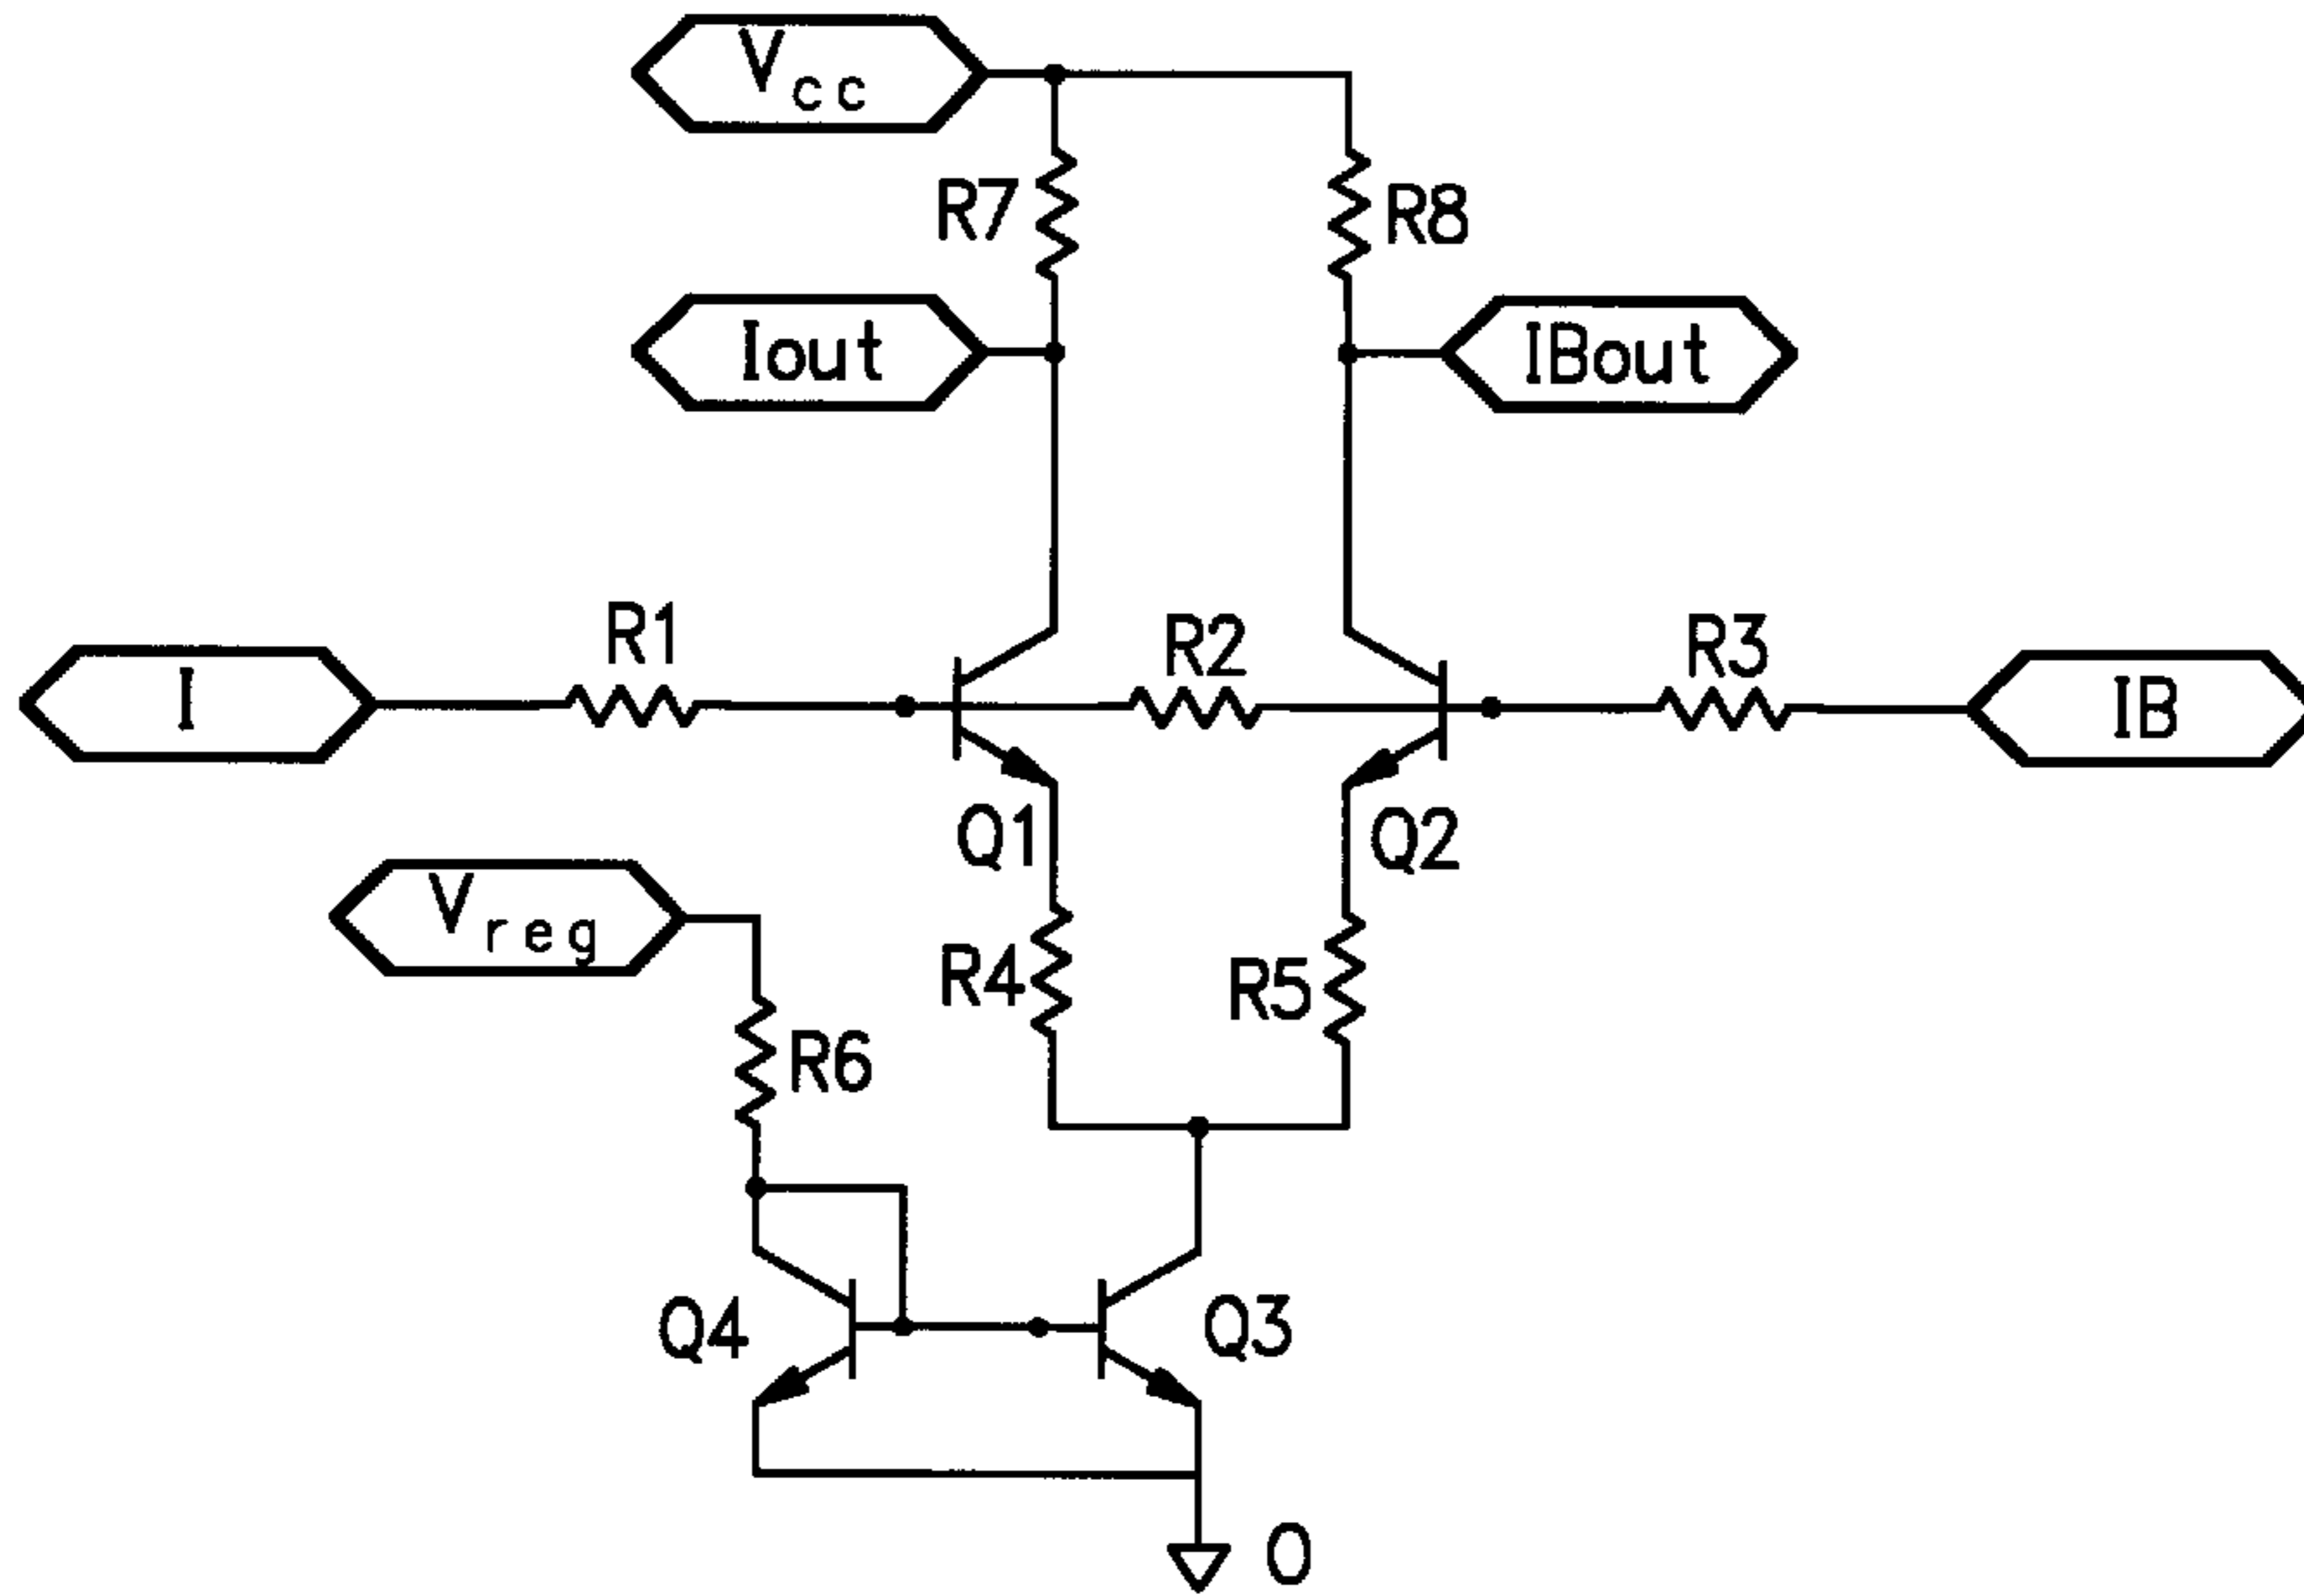 Vcc
R7
R8
Iout
IBout
R1
R2
R3
I
IB
Q1
Q2
Vreg
R4
R5
R6
Q4
Q3
0